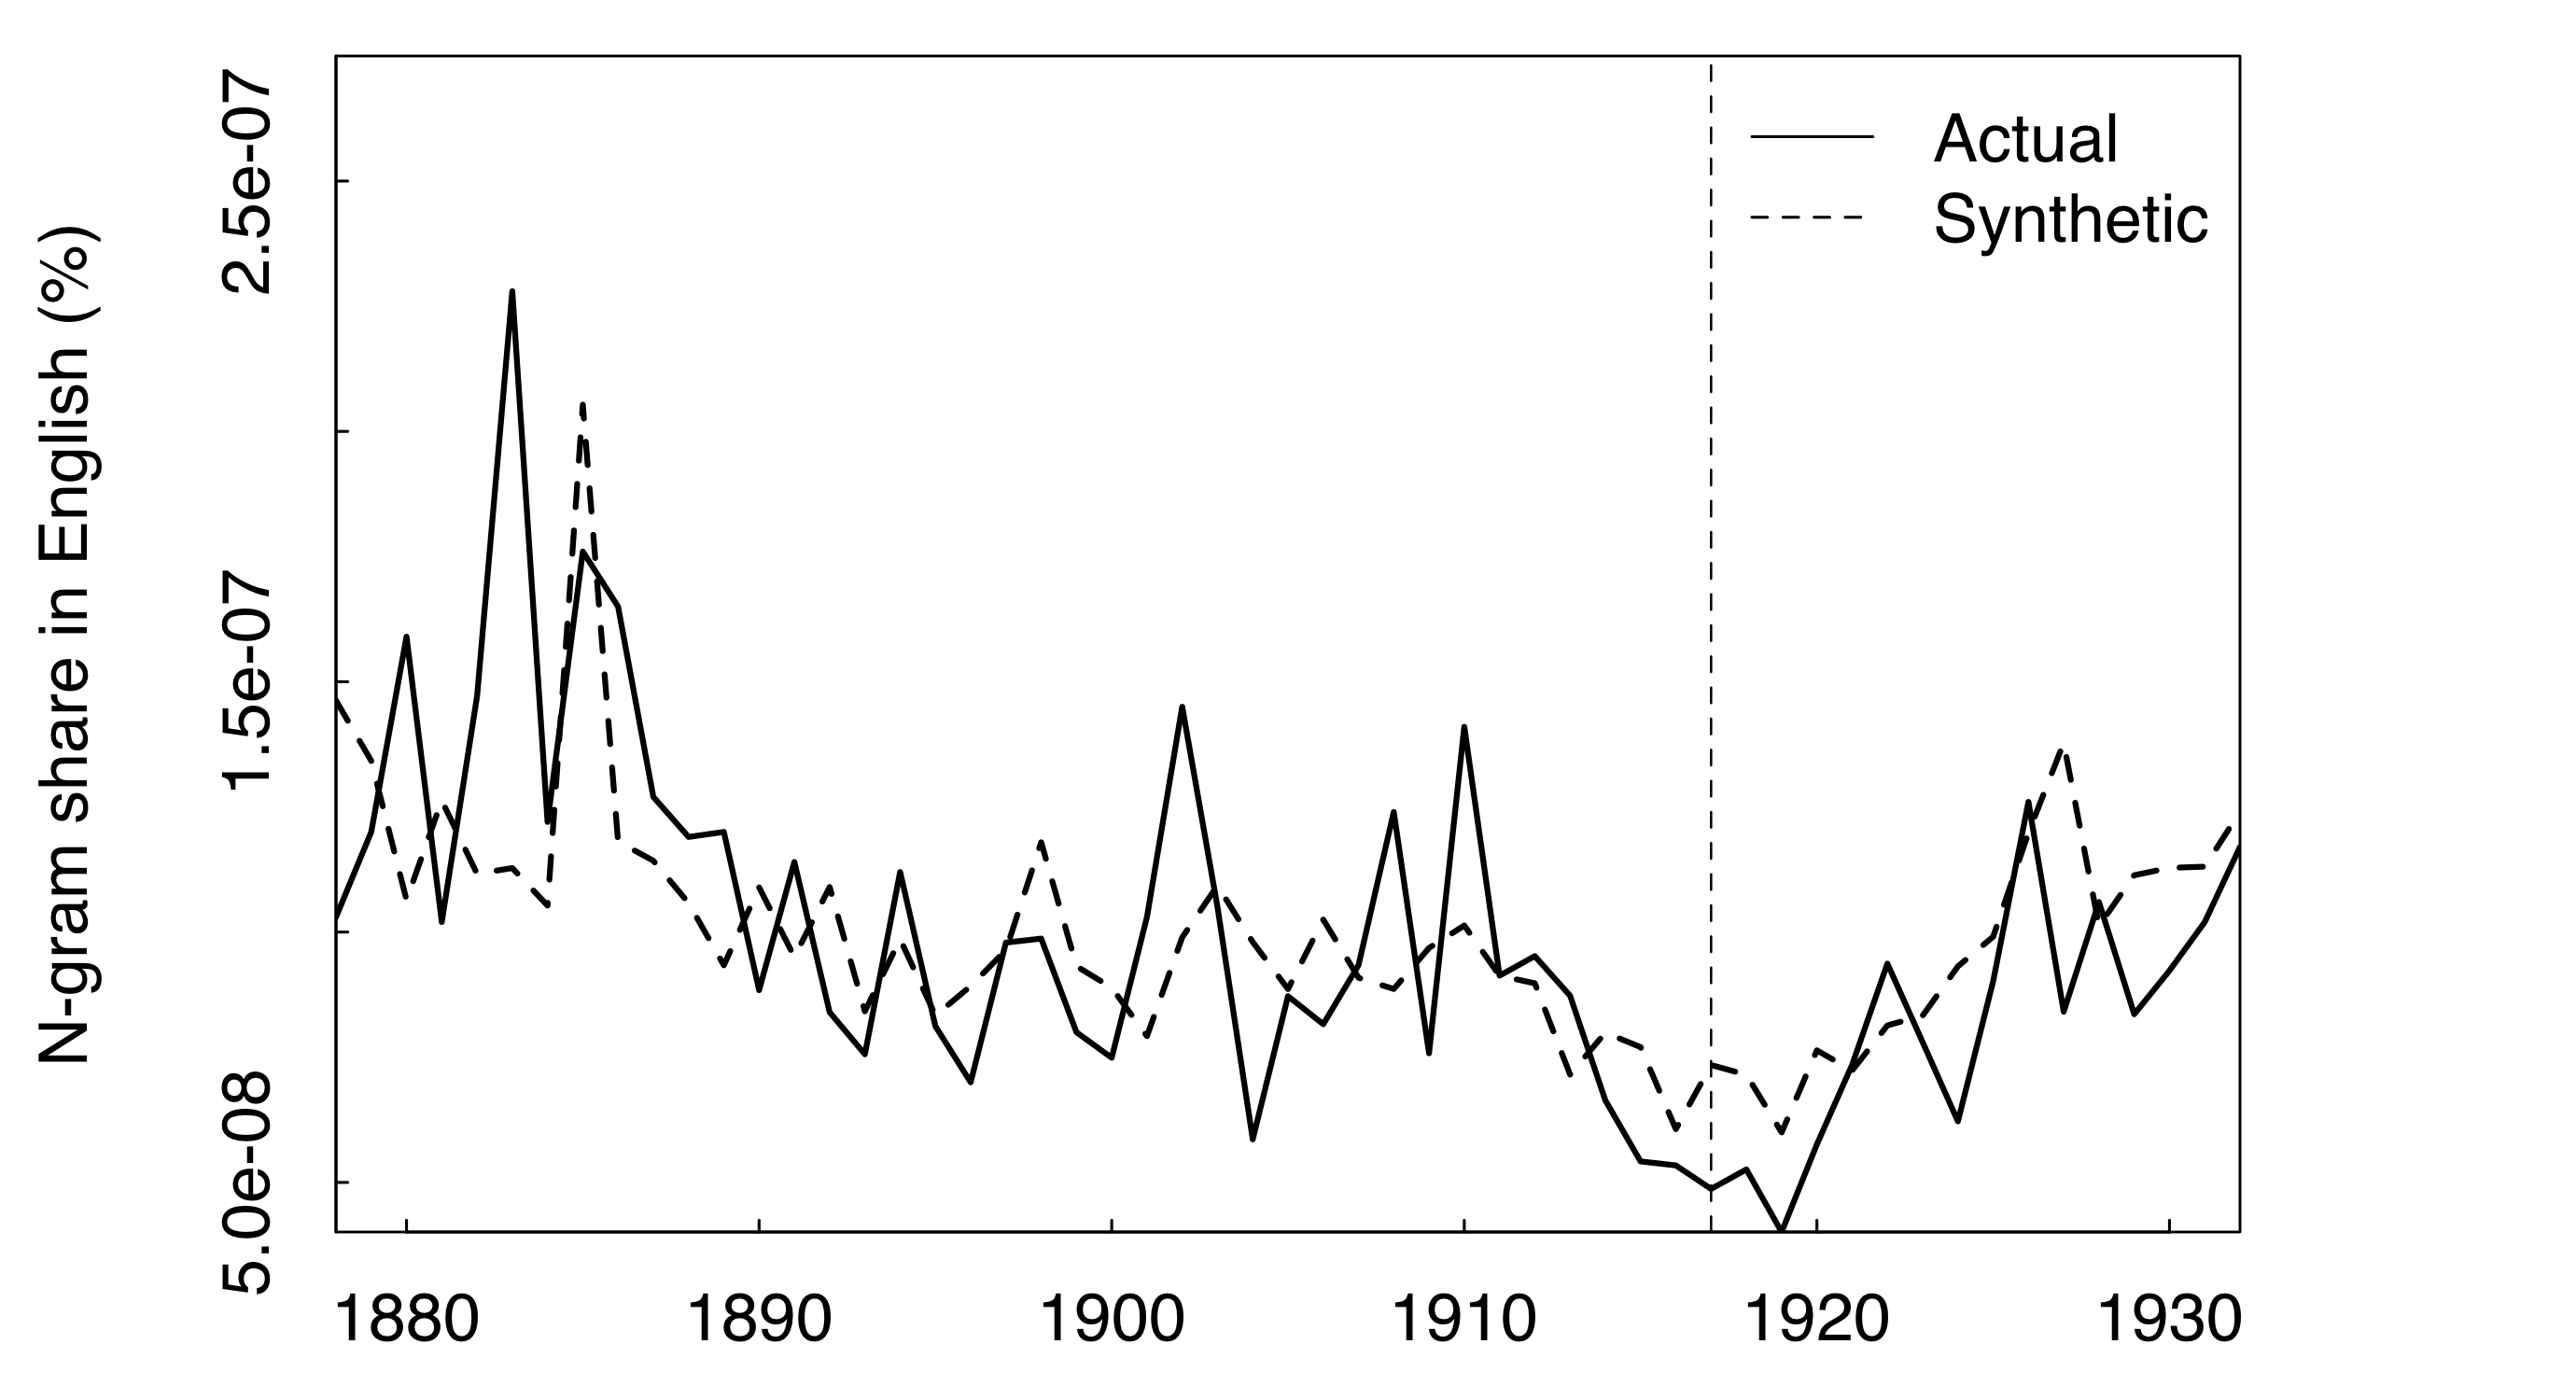 N-gram share in English (%)
2.5e-07
1.5e-07
5.0e-08
Actual
Synthetic
1880 1890 1900 1910 1920 1930